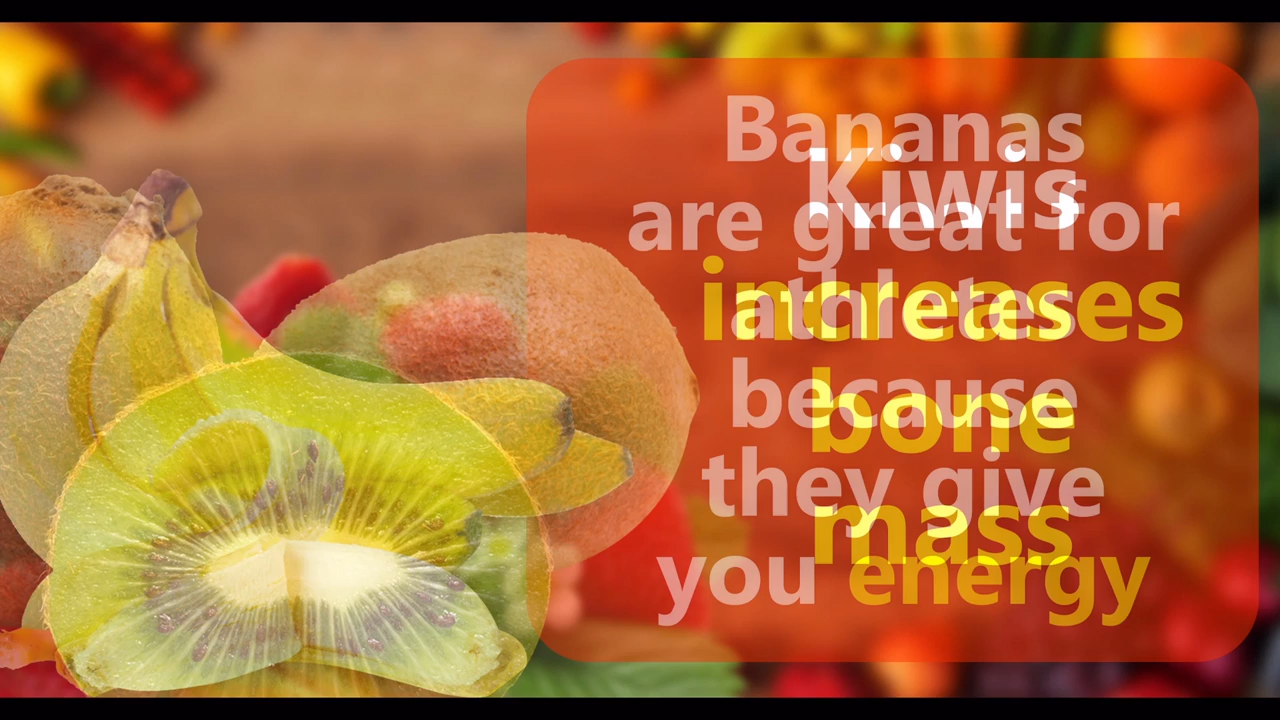 Bananas
are great for
athletes
because
they give
you energy
Kiwis
increases
bone
mass